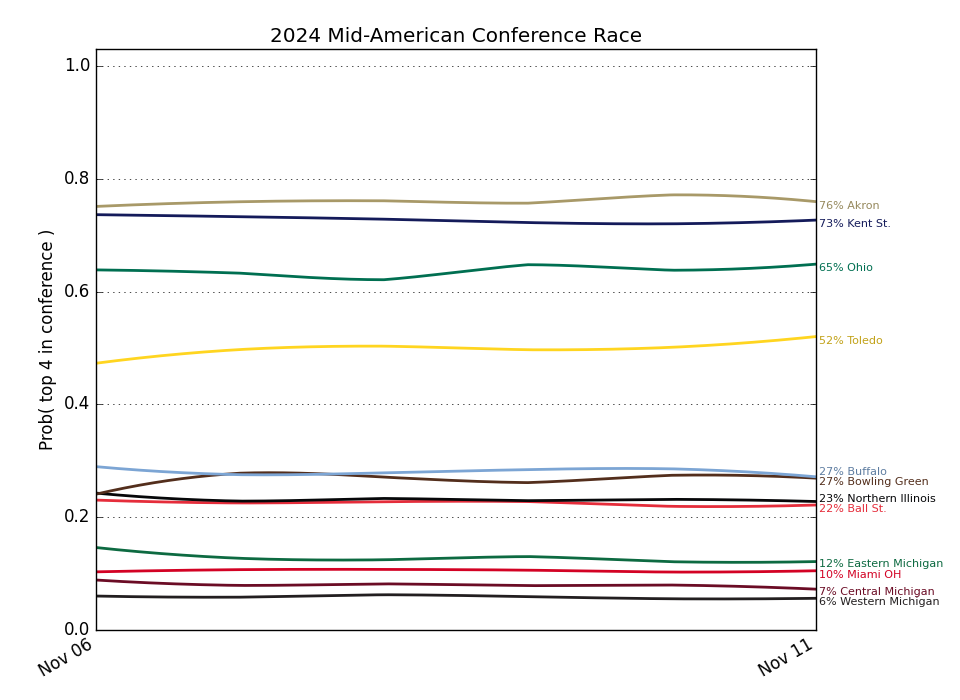 2024 Mid-American Conference Race
Prob( top 4 in conference )
1.0
0.8
0.6
0.4
0.2
0.0
Nov 06
Nov 11
76% Akron
73% Kent St.
65% Ohio
52% Toledo
27% Buffalo
27% Bowling Green
23% Northern Illinois
22% Ball St.
12% Eastern Michigan
10% Miami OH
7% Central Michigan
6% Western Michigan